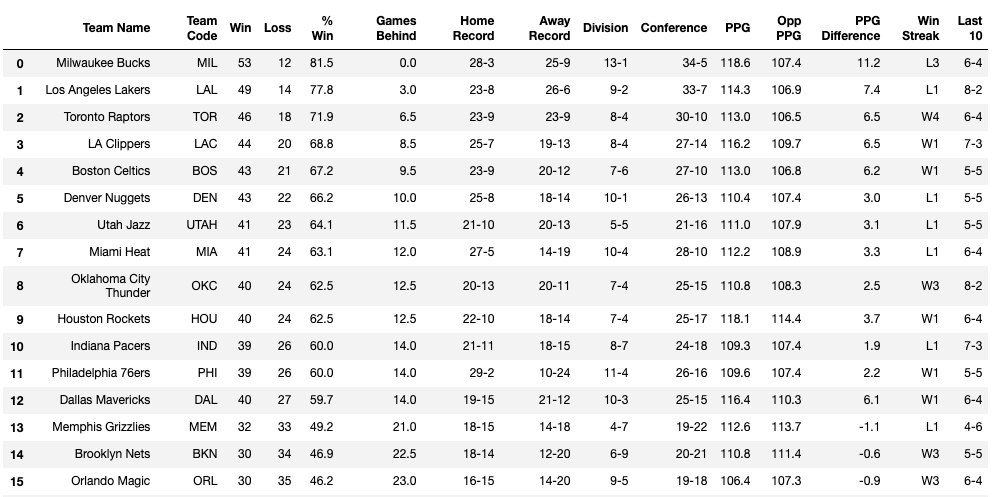 Team Name Team Code Win Loss % Win Games Behind Home Record Away Record Division Conference PPG Opp PPG PPG Difference Win Streak Last 10
0 Milwaukee Bucks MIL 53 12 81.5 0.0 28-3 25-9 13-1 34-5 118.6 107.4 11.2 L3 6-4
1 Los Angeles Lakers LAL 49 14 77.8 3.0 23-8 26-6 9-2 33-7 114.3 106.9 7.4 L1 8-2
2 Toronto Raptors TOR 46 18 71.9 6.5 23-9 23-9 8-4 30-10 113.0 106.5 6.5 W4 6-4
3 LA Clippers LAC 44 20 68.8 8.5 25-7 19-13 8-4 27-14 116.2 109.7 6.5 W1 7-3
4 Boston Celtics BOS 43 21 67.2 9.5 23-9 20-12 7-6 27-10 113.0 106.8 6.2 W1 5-5
5 Denver Nuggets DEN 43 22 66.2 10.0 25-8 18-14 10-1 26-13 110.4 107.4 3.0 L1 5-5
6 Utah Jazz UTAH 41 23 64.1 11.5 21-10 20-13 5-5 21-16 111.0 107.9 3.1 L1 5-5
7 Miami Heat MIA 41 24 63.1 12.0 27-5 14-19 10-4 28-10 112.2 108.9 3.3 L1 6-4
8 Oklahoma City Thunder OKC 40 24 62.5 12.5 20-13 20-11 7-4 25-15 110.8 108.3 2.5 W3 8-2
9 Houston Rockets HOU 40 24 62.5 12.5 22-10 18-14 7-4 25-17 118.1 114.4 3.7 W1 6-4
10 Indiana Pacers IND 39 26 60.0 14.0 21-11 18-15 8-7 24-18 109.3 107.4 1.9 L1 7-3
11 Philadelphia 76ers PHI 39 26 60.0 14.0 29-2 10-24 11-4 26-16 109.6 107.4 2.2 W1 5-5
12 Dallas Mavericks DAL 40 27 59.7 14.0 19-15 21-12 10-3 25-15 116.4 110.3 6.1 W1 6-4
13 Memphis Grizzlies MEM 32 33 49.2 21.0 18-15 14-18 4-7 19-22 112.6 113.7 -1.1 L1 4-6
14 Brooklyn Nets BKN 30 34 46.9 22.5 18-14 12-20 6-9 20-21 110.8 111.4 -0.6 W3 5-5
15 Orlando Magic ORL 30 35 46.2 23.0 16-15 14-20 9-5 19-18 106.4 107.3 -0.9 W3 6-4